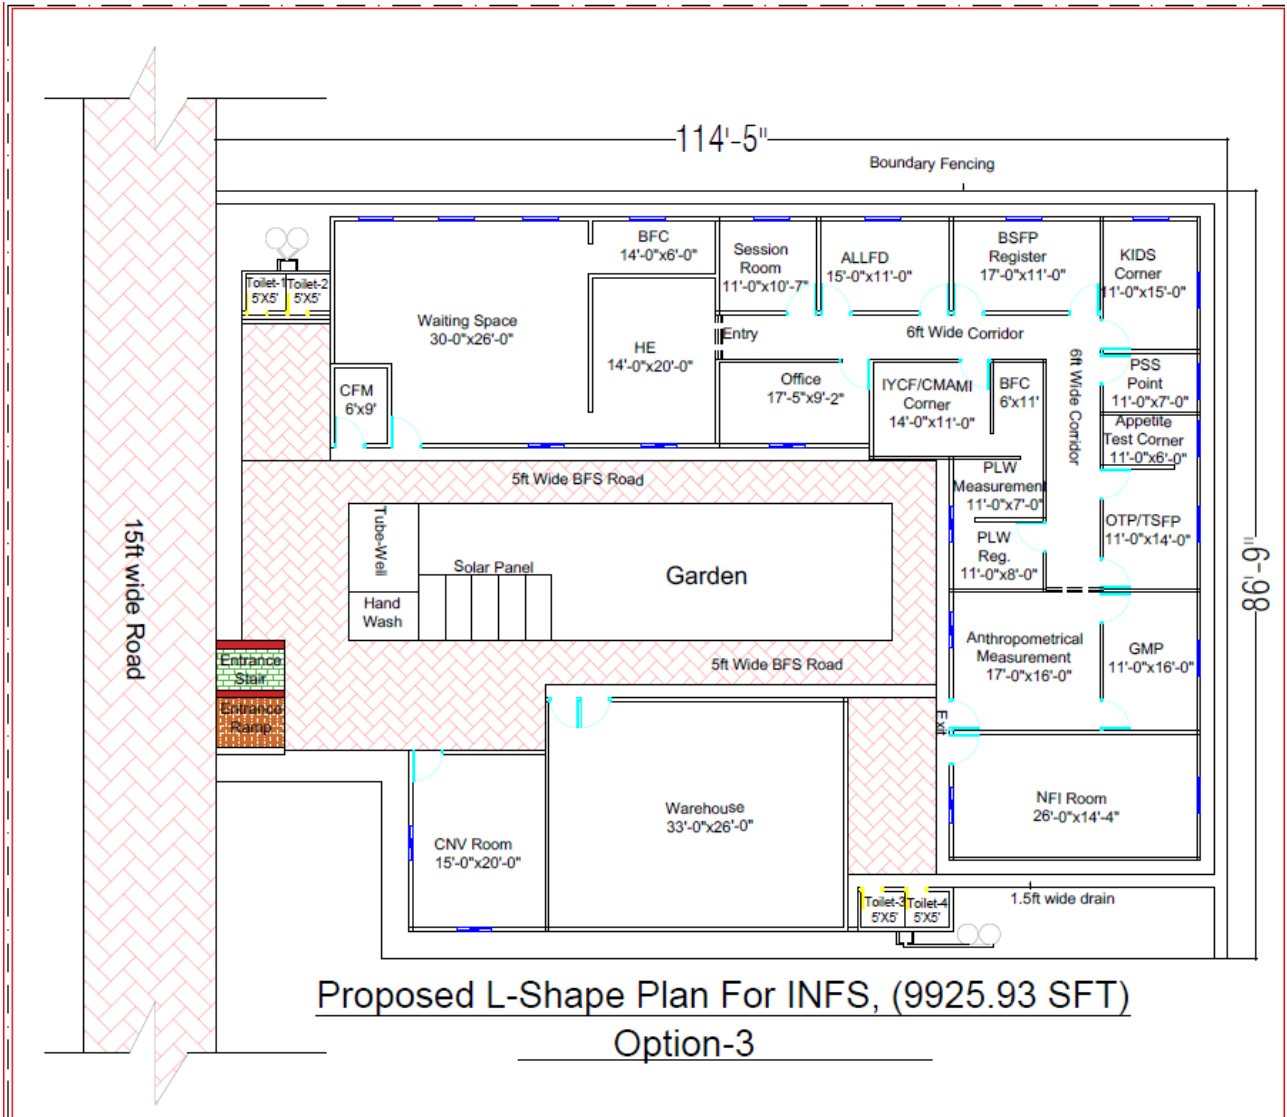 114'-5"
Boundary Fencing
BFC
14'-0"x6'-0"
Session
Room
11'-0"x10'-7"
ALLFD
15'-0"x11'-0"
BSFP
Register
17'-0"x11'-0"
KIDS
Corner
11'-0"x15'-0"
Toilet-1
5'X5'
Toilet-2
5'X5'
Waiting Space
30-0"x26'-0"
HE
14'-0"x20'-0"
Entry
6ft Wide Corridor
6ft Wide Corridor
CFM
6'x9'
Office
17'-5"x9'-2"
IYCF/CMAMI
Corner
14'-0"x11'-0"
BFC
6'x11'
PSS
Point
11'-0"x7'-0"
Appetite
Test Corner
11'-0"x6'-0"
5ft Wide BFS Road
PLW
Measurement
11'-0"x7'-0"
PLW
Reg.
11'-0"x8'-0"
OTP/TSFP
11'-0"x14'-0"
15ft wide Road
Tube-Well
Solar Panel
Hand
Wash
Garden
86'-9"
5ft Wide BFS Road
Entrance
Stair
Entrance
Ramp
Anthropometrical
Measurement
17'-0"x16'-0"
GMP
11'-0"x16'-0"
Exit
Warehouse
33'-0"x26'-0"
NFI Room
26'-0"x14'-4"
CNV Room
15'-0"x20'-0"
Toilet-3
5'X5'
Toilet-4
5'X5'
1.5ft wide drain
Proposed L-Shape Plan For INFS, (9925.93 SFT)
Option-3